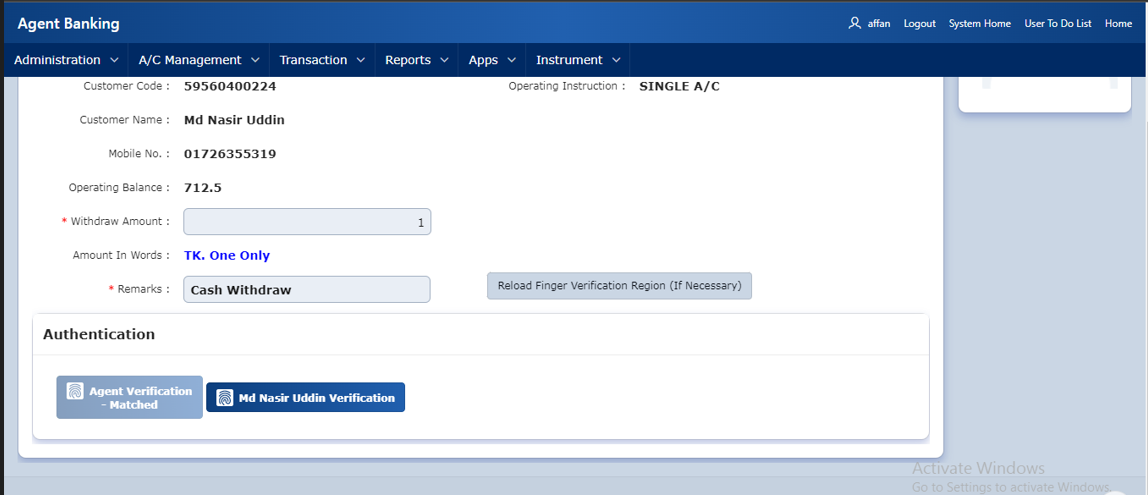 Agent Banking
affan Logout System Home User To Do List Home
Administration A/C Management Transaction Reports Apps Instrument
Customer Code : 59560400224 Operating Instruction : SINGLE A/C
Customer Name : Md Nasir Uddin
Mobile No. : 01726355319
Operating Balance : 712.5
* Withdraw Amount : 1
Amount In Words : TK. One Only
* Remarks : Cash Withdraw Reload Finger Verification Region (If Necessary)
Authentication
Agent Verification
- Matched
Md Nasir Uddin Verification
Activate Windows
Go to Settings to activate Windows.